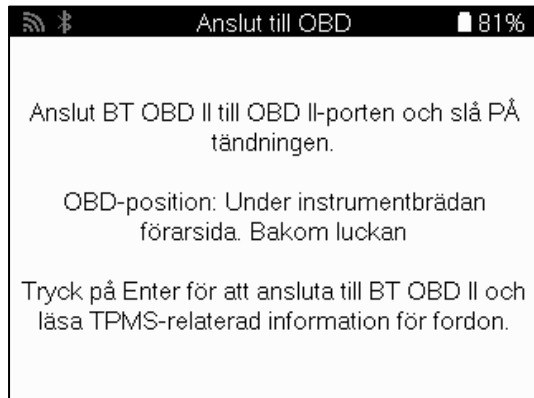 Anslut till OBD
81%
Anslut BT OBD II till OBD II-porten och slå PÅ
tändningen.
OBD-position: Under instrumentbrädan
förarsida. Bakom luckan
Tryck på Enter för att ansluta till BT OBD II och
läsa TPMS-relaterad information för fordon.